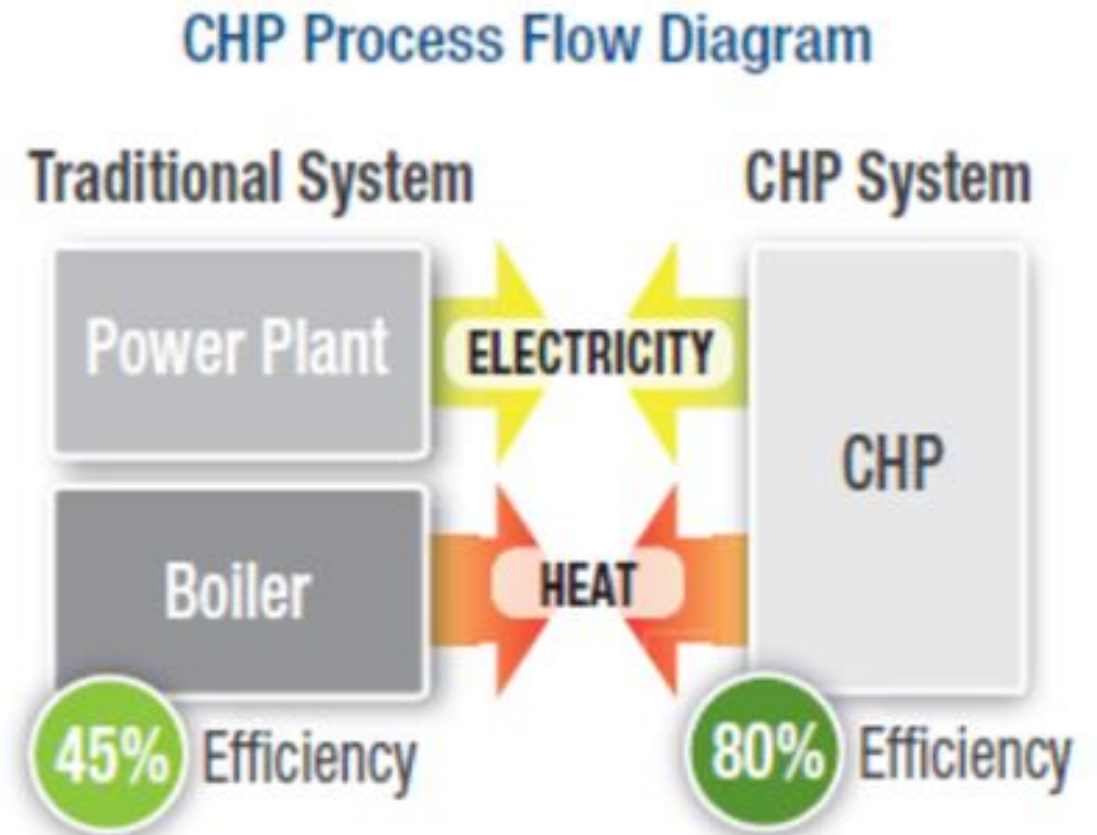 CHP Process Flow Diagram
Traditional System
CHP System
Power Plant
ELECTRICITY
CHP
Boiler
HEAT
45% Efficiency
80% Efficiency